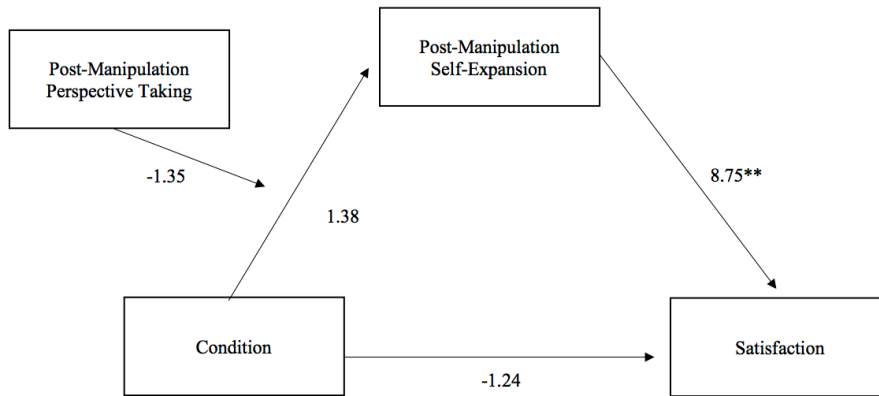 Post-Manipulation
Self-Expansion
Post-Manipulation
Perspective Taking
-1.35
8.75**
1.38
Condition
Satisfaction
-1.24